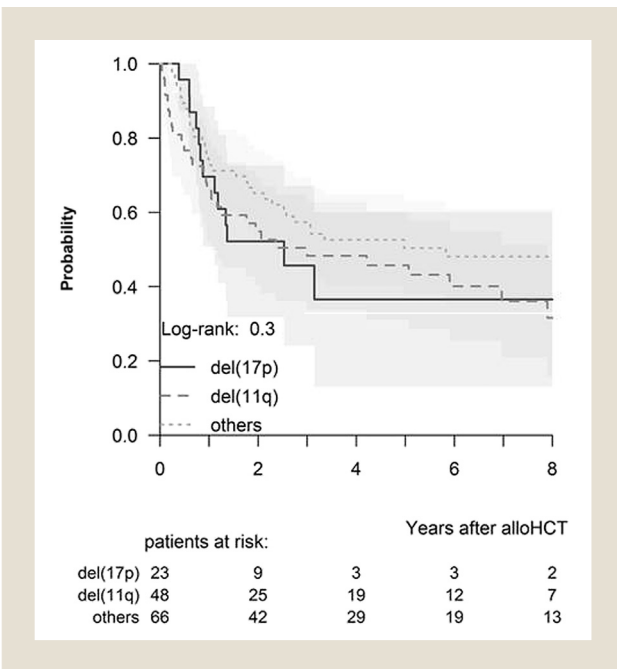 1.0
0.8
0.6
0.4
0.2
0.0
Probability
Log-rank: 0.3
del(17p)
del(11q)
others
0 2 4 6 8
Years after alloHCT
patients at risk:
del(17p) 23 9 3 3 2
del(11q) 48 25 19 12 7
others 66 42 29 19 13